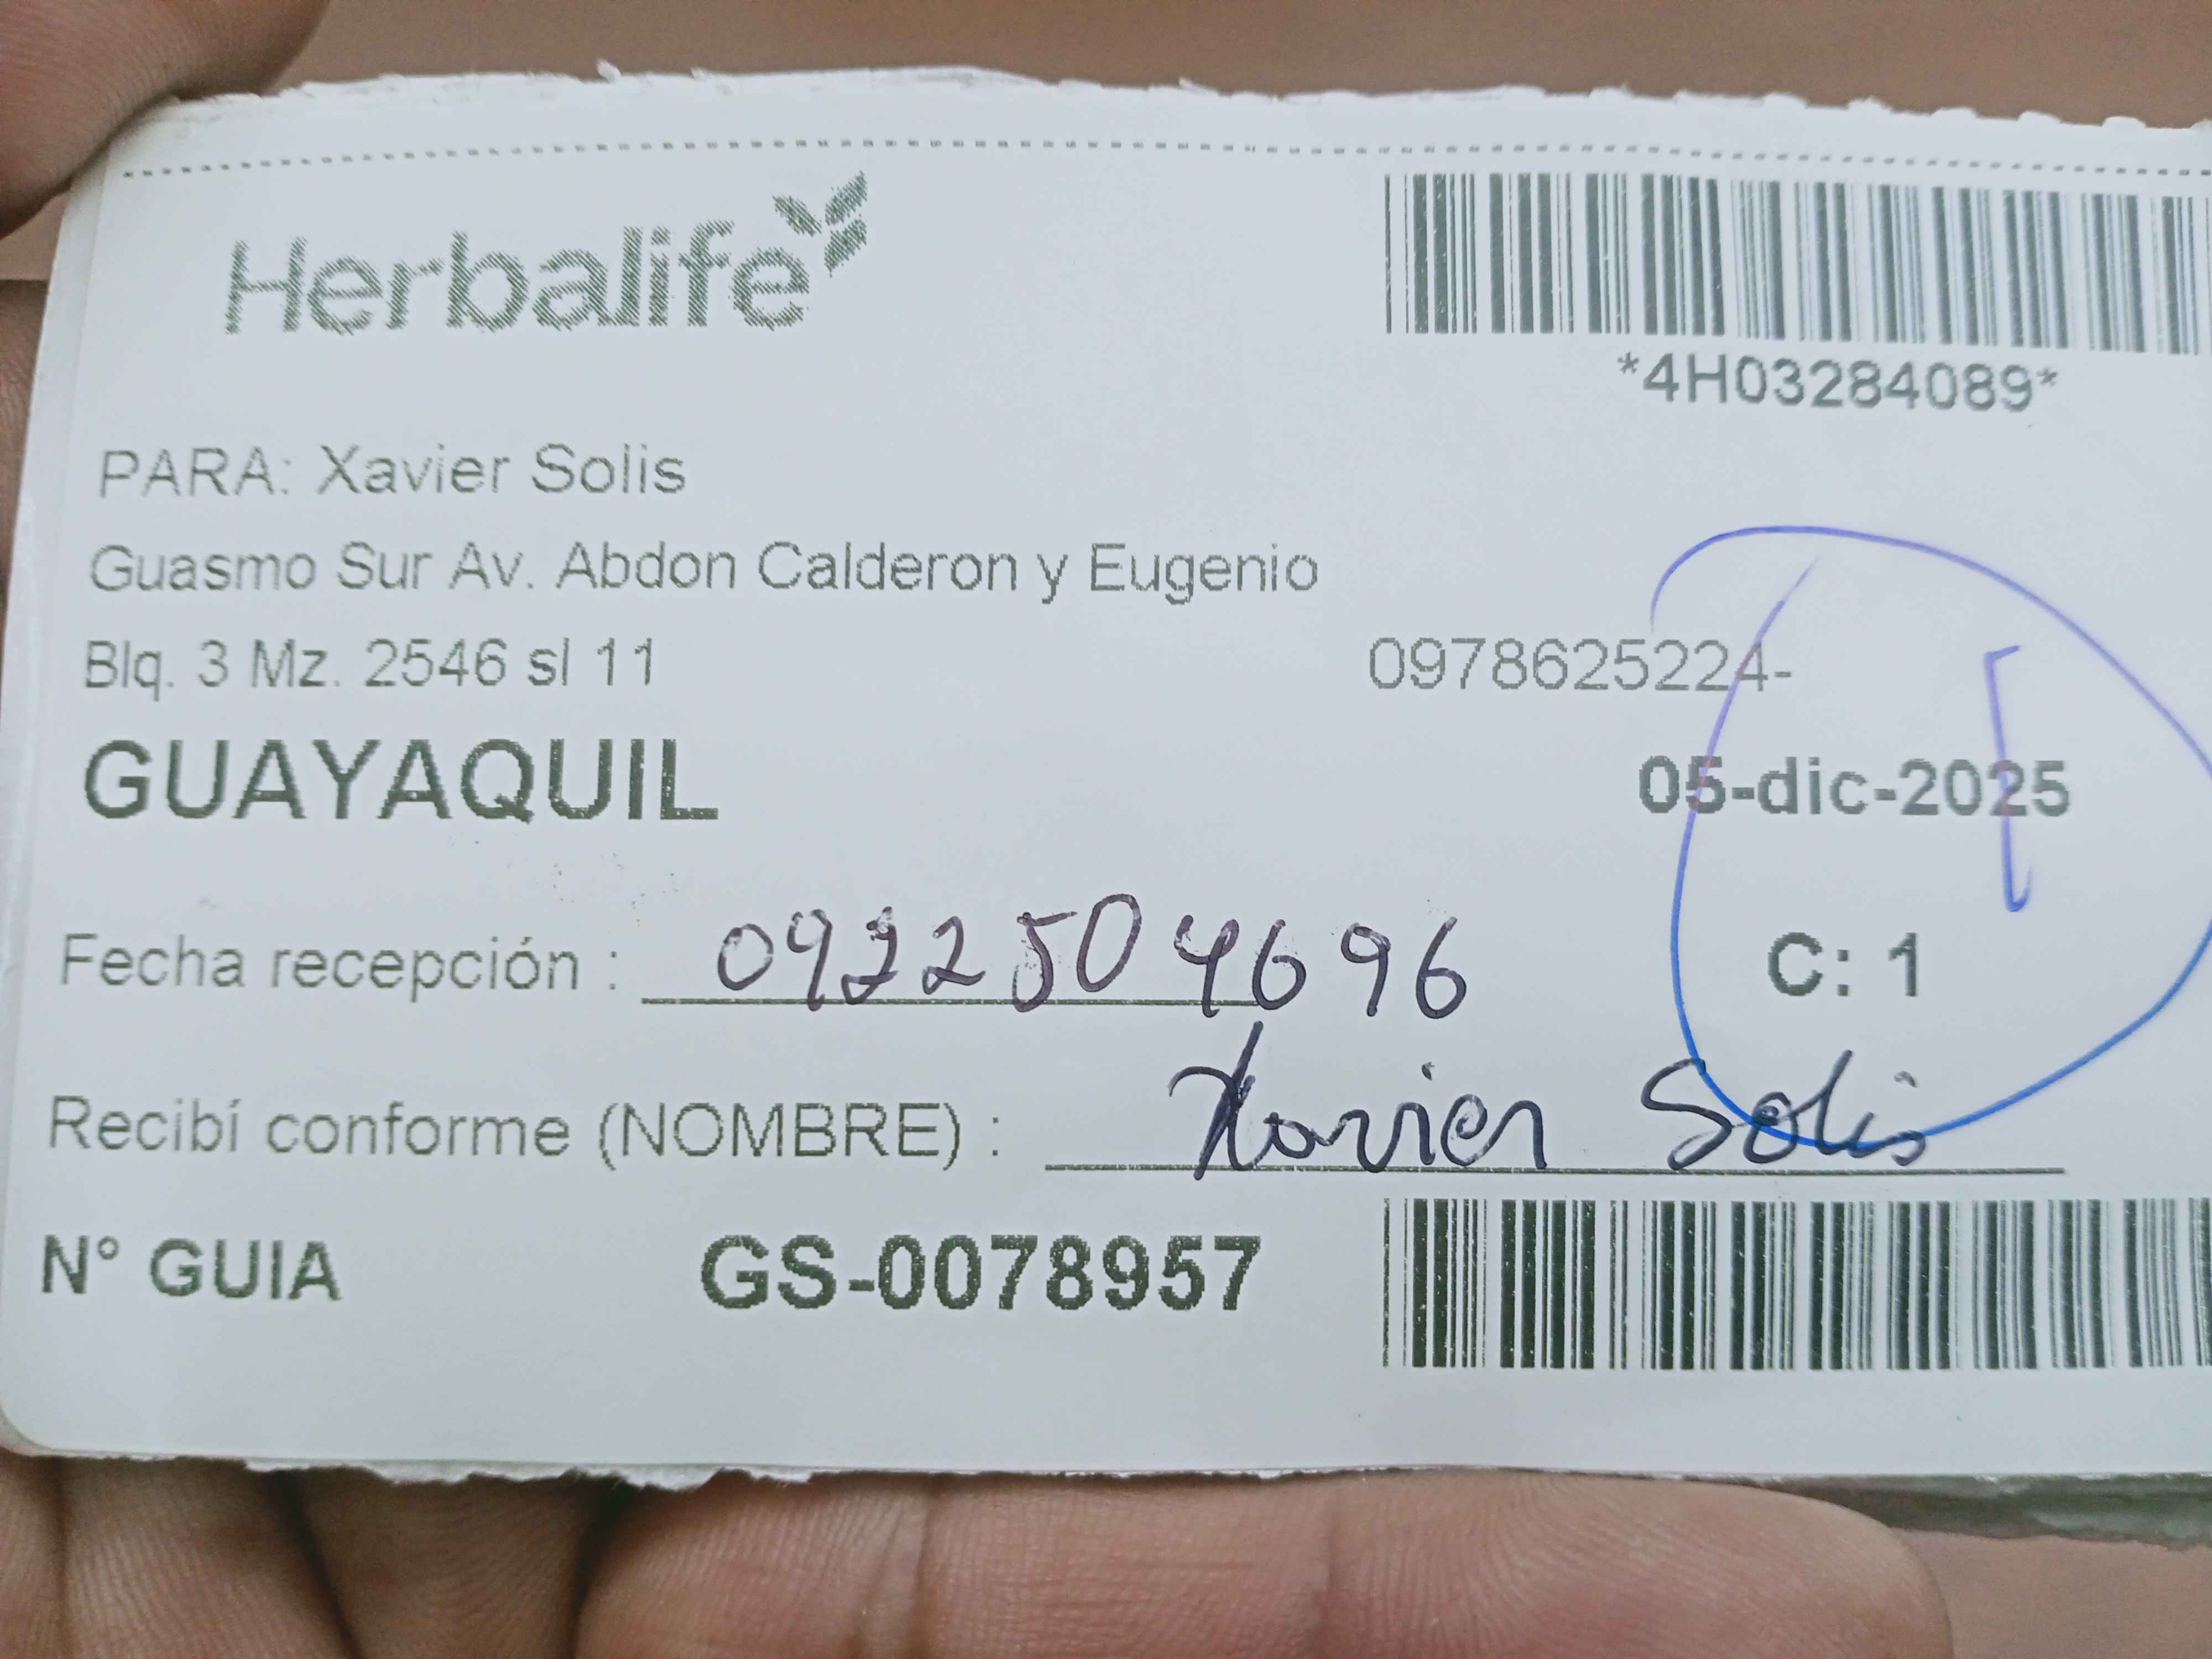 Herbalife
*4H03284089*
PARA: Xavier Solis
Guasmo Sur Av. Abdon Calderon y Eugenio
Blq. 3 Mz. 2546 sl 11 0978625224-
GUAYAQUIL 05-dic-2025
C: 1
Fecha recepción : 0922504696
Recibí conforme (NOMBRE) : Xavier Solis
N° GUIA GS-0078957